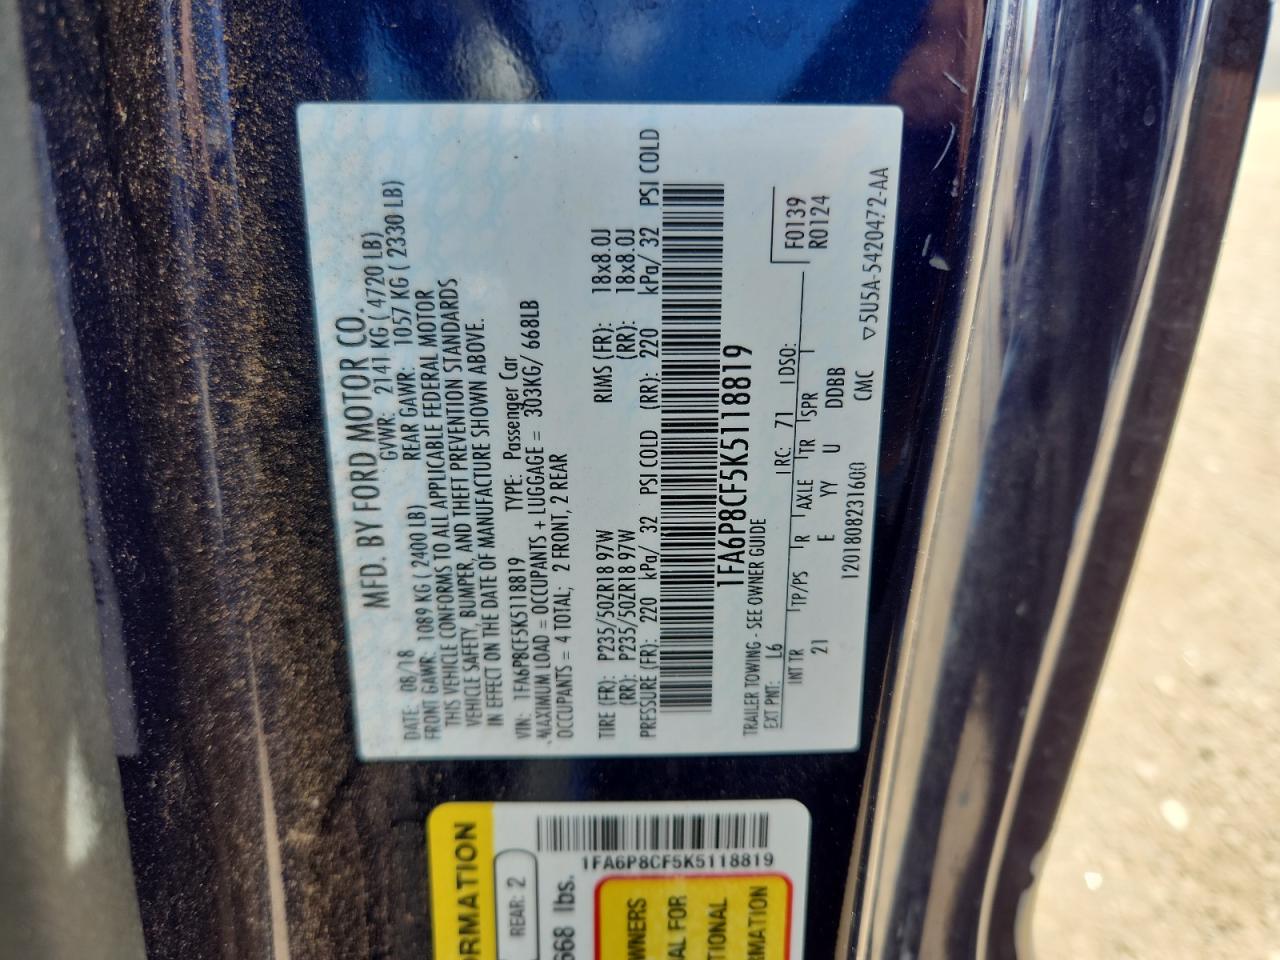 MFD. BY FORD MOTOR CO.
DATE: 08/18 GVWR: 2141 KG ( 4720 LB)
FRONT GAWR: 1089 KG ( 2400 LB) REAR GAWR: 1057 KG ( 2330 LB)
THIS VEHICLE CONFORMS TO ALL APPLICABLE FEDERAL MOTOR
VEHICLE SAFETY, BUMPER, AND THEFT PREVENTION STANDARDS
IN EFFECT ON THE DATE OF MANUFACTURE SHOWN ABOVE.
VIN: 1FA6P8CF5K5118819 TYPE: Passenger Car
MAXIMUM LOAD = OCCUPANTS + LUGGAGE = 303KG/ 668LB
OCCUPANTS = 4 TOTAL; 2 FRONT, 2 REAR
TIRE (FR): P235/50ZR18 97W RIMS (FR): 18x8.0J
(RR): P235/50ZR18 97W (RR): 18x8.0J
PRESSURE (FR): 220 kPa/ 32 PSI COLD (RR): 220 kPa/ 32 PSI COLD
1FA6P8CF5K5118819
TRAILER TOWING - SEE OWNER GUIDE
EXT PNT: L6 RC: 71 DSO: F0139
INT TR TP/PS R AXLE TR SPR R0124
21 E YY U DDBB
1201808231600 CMC ▽5U5A-5420472-AA
ORMATION
REAR: 2
1FA6P8CF5K5118819
668 lbs.
WNERS
AL FOR
TIONAL
RMATION